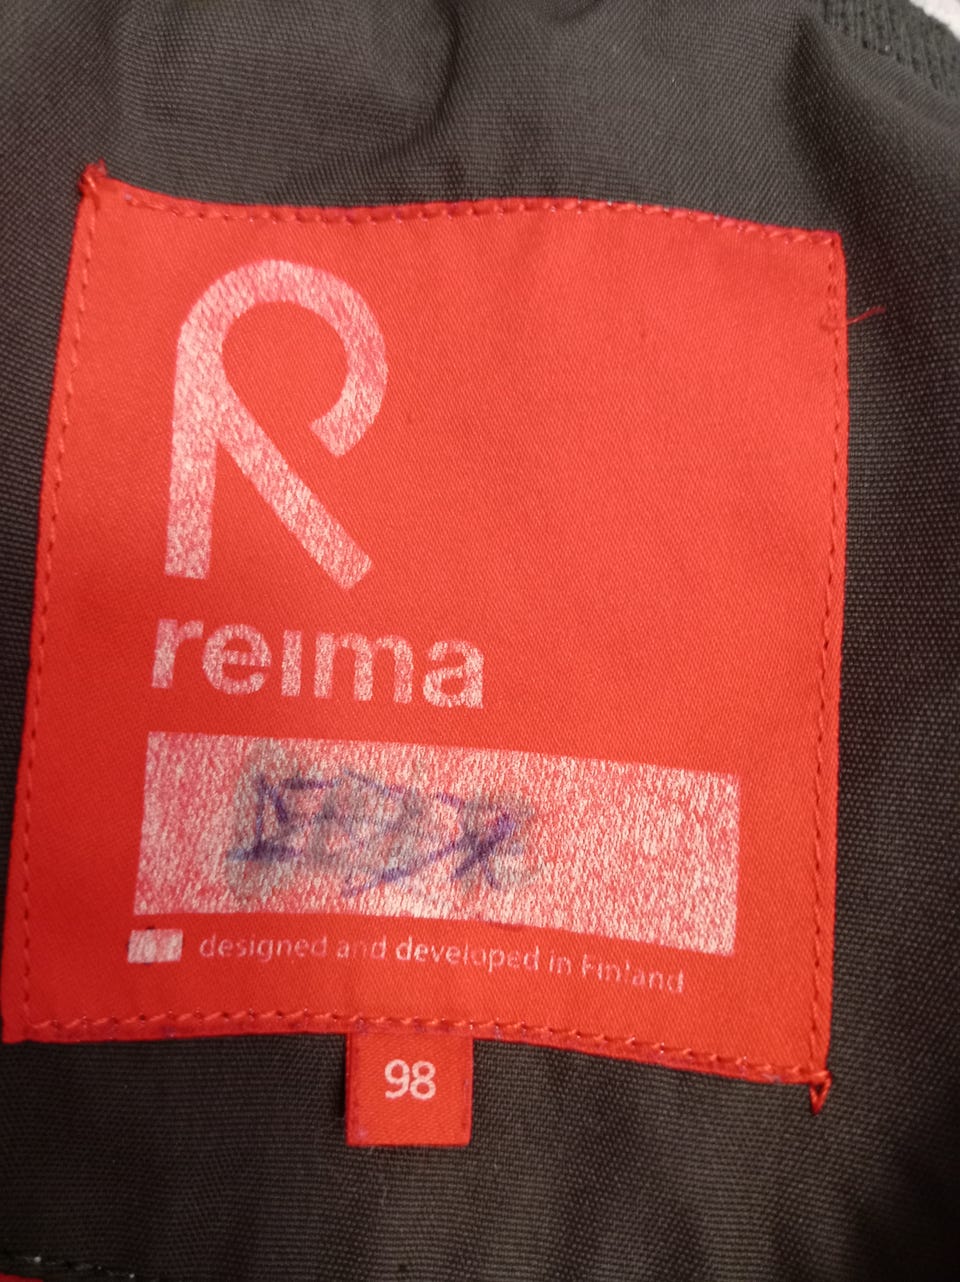 reima
designed and developed in Finland
98